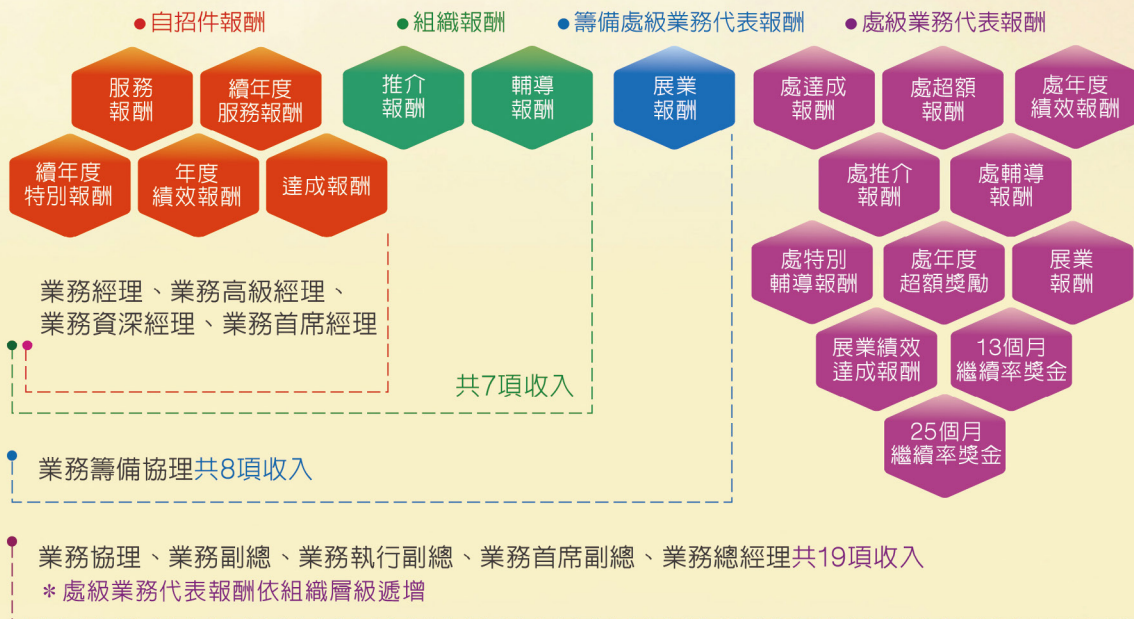 ●自招件報酬
●組織報酬
●籌備處級業務代表報酬
●處級業務代表報酬
服務
報酬
續年度
服務報酬
續年度
特別報酬
年度
績效報酬
達成報酬
推介
報酬
輔導
報酬
展業
報酬
處達成
報酬
處超額
報酬
處年度
績效報酬
處推介
報酬
處輔導
報酬
處特別
輔導報酬
處年度
超額獎勵
展業
報酬
展業績效
達成報酬
13個月
繼續率獎金
25個月
繼續率獎金
業務經理、業務高級經理、
業務資深經理、業務首席經理
共7項收入
業務籌備協理共8項收入
業務協理、業務副總、業務執行副總、業務首席副總、業務總經理共19項收入
＊處級業務代表報酬依組織層級遞增